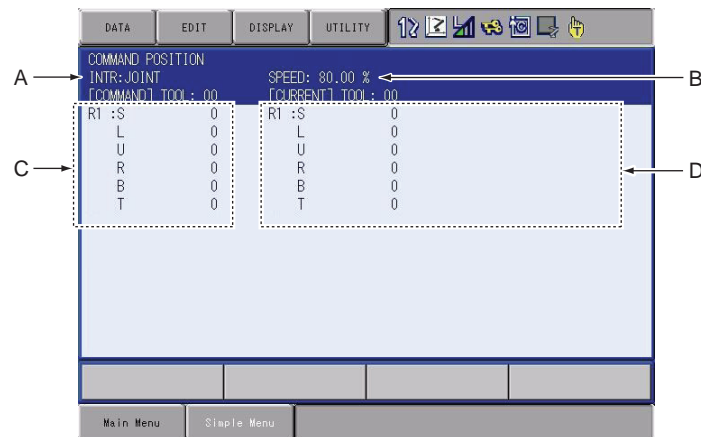 DATA EDIT DISPLAY UTILITY
COMMAND POSITION
A INTR:JOINT SPEED: 80.00 % B
[COMMAND] TOOL: 00 [CURRENT] TOOL: 00
R1 :S 0 R1 :S 0
L 0 L 0
U 0 U 0
C R 0 R 0 D
B 0 B 0
T 0 T 0
Main Menu Simple Menu